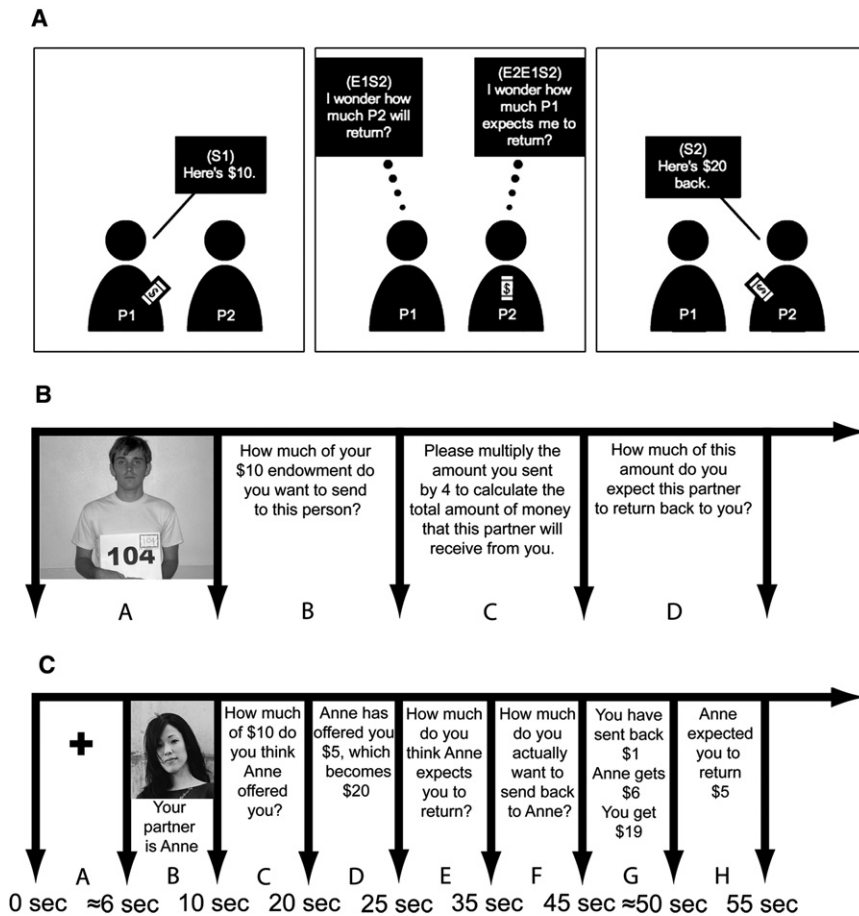 A
(S1)
Here's $10.
P1
P2
(E1S2)
I wonder how
much P2 will
return?
(E2E1S2)
I wonder how
much P1
expects me to
return?
$
P1
P2
(S2)
Here's $20
back.
P1
P2
B
104
104
How much of your
$10 endowment do
you want to send
to this person?
Please multiply the
amount you sent
by 4 to calculate the
total amount of money
that this partner will
receive from you.
How much of this
amount do you
expect this partner
to return back to you?
A
B
C
D
C
Your
partner
is Anne
How much
of $10 do
you think
Anne
offered
you?
Anne has
offered you
$5, which
becomes
$20
How much
do you
think Anne
expects
you to
return?
How much
do you
actually
want to
send back
to Anne?
You have
sent back
$1
Anne gets
$6
You get
$19
Anne
expected
you to
return
$5
A
B
C
D
E
F
G
H
0 sec ≈6 sec 10 sec 20 sec 25 sec 35 sec 45 sec ≈50 sec 55 sec